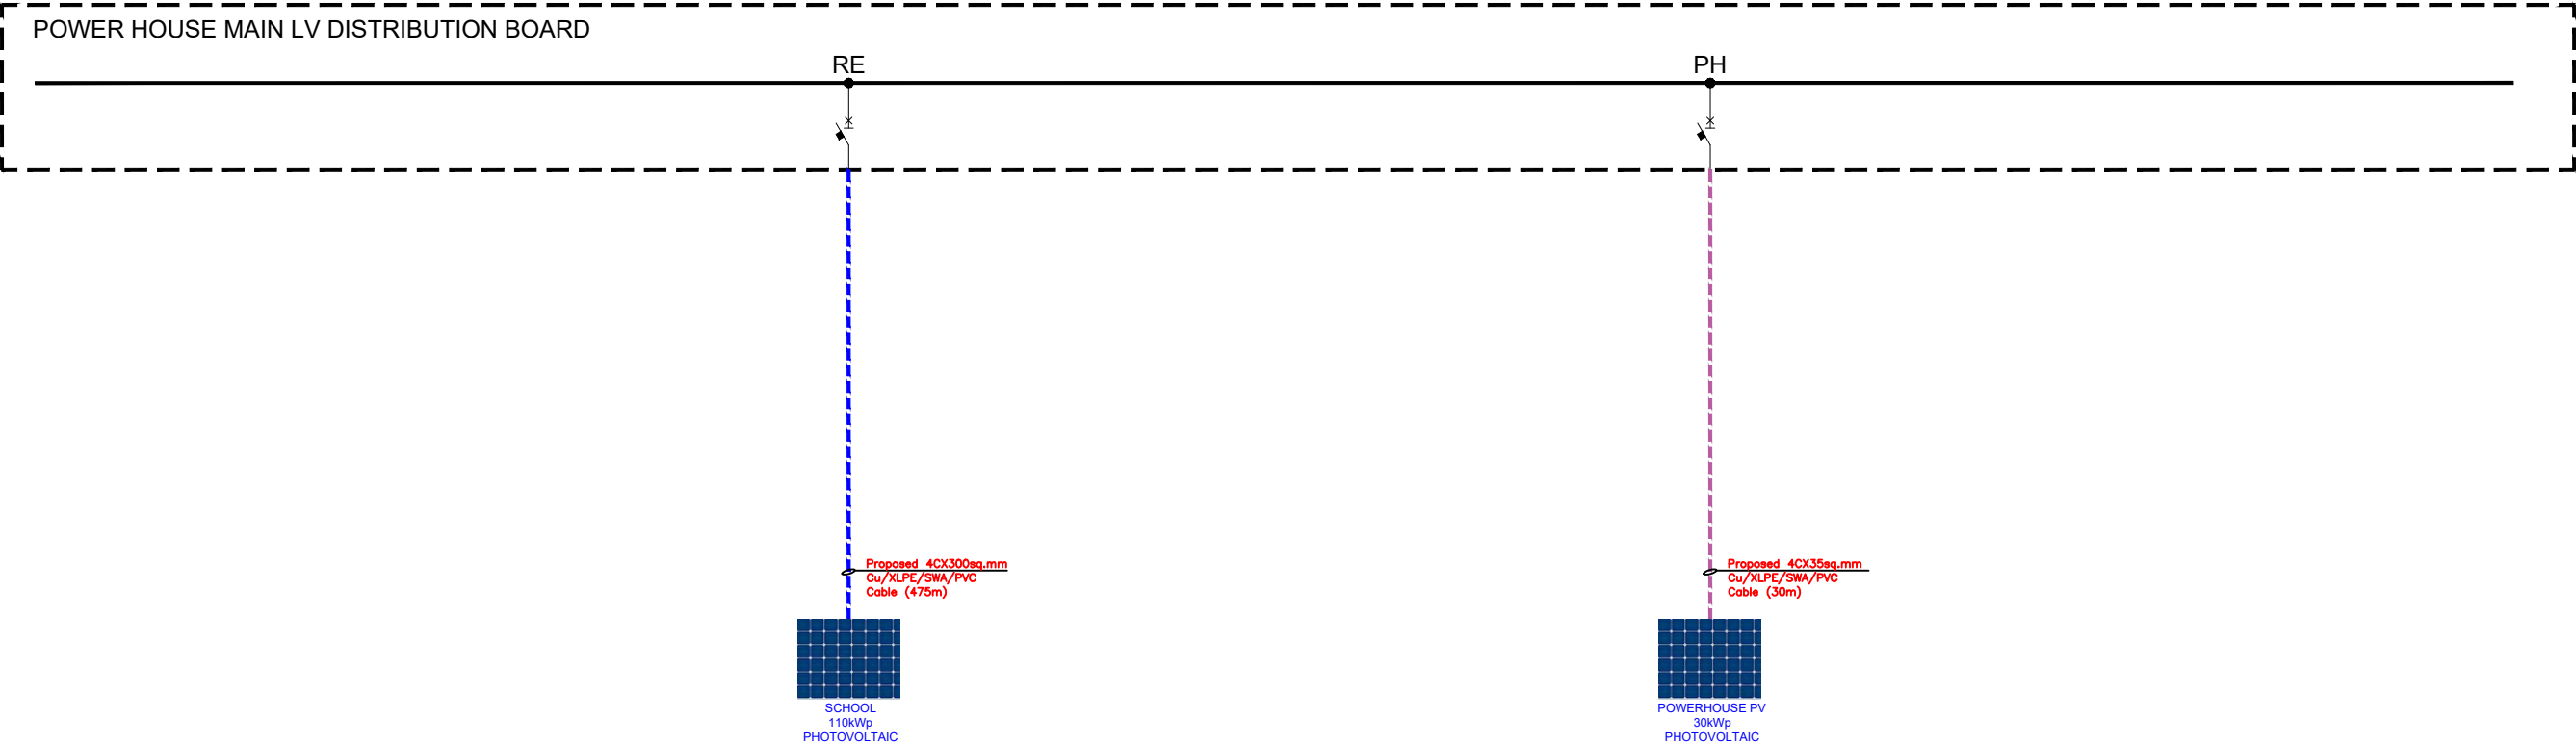 POWER HOUSE MAIN LV DISTRIBUTION BOARD
RE
PH
Proposed 4CX300sq.mm
Cu/XLPE/SWA/PVC
Cable (475m)
Proposed 4CX35sq.mm
Cu/XLPE/SWA/PVC
Cable (30m)
SCHOOL
110kWp
PHOTOVOLTAIC
POWERHOUSE PV
30kWp
PHOTOVOLTAIC